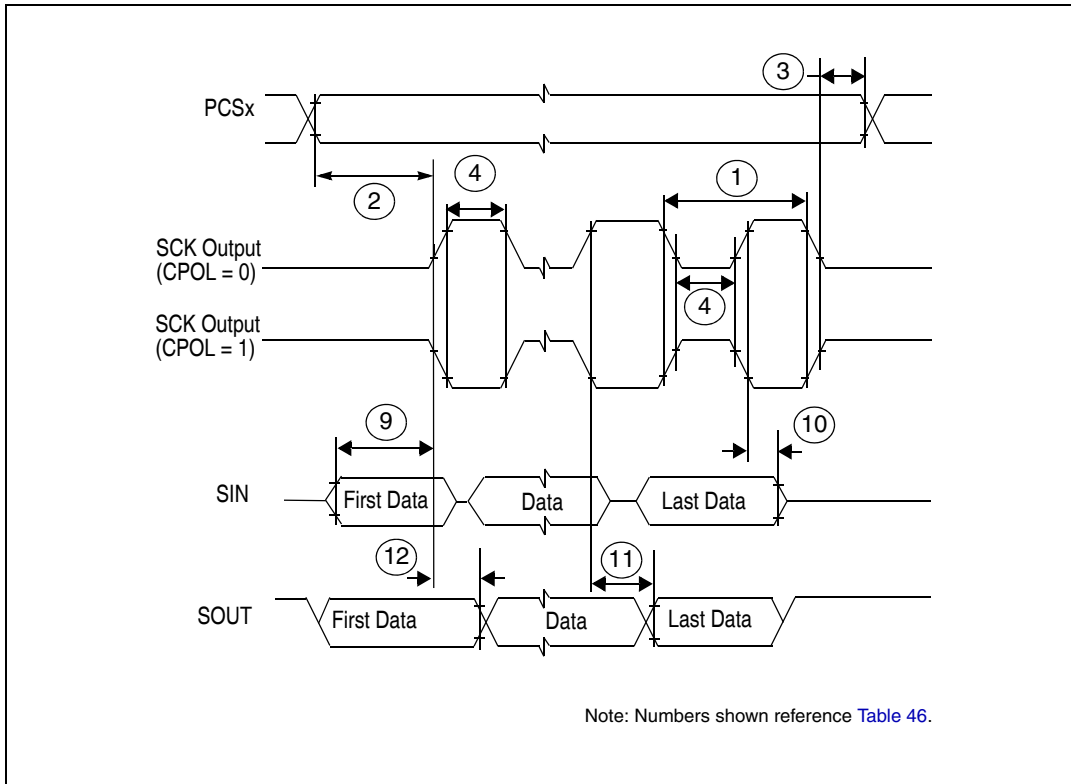 3
PCSx
2
4
1
SCK Output
(CPOL = 0)
4
SCK Output
(CPOL = 1)
9
10
SIN
First Data
Data
Last Data
12
11
SOUT
First Data
Data
Last Data
Note: Numbers shown reference Table 46.